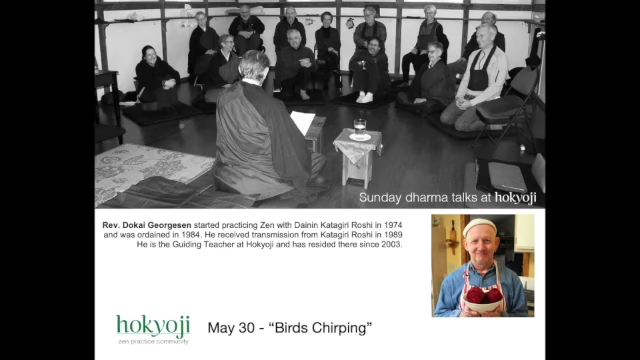 Sunday dharma talks at hokyoji
Rev. Dokai Georgesen started practicing Zen with Dainin Katagiri Roshi in 1974
and was ordained in 1984. He received transmission from Katagiri Roshi in 1989
He is the Guiding Teacher at Hokyoji and has resided there since 2003.
hokyoji
zen practice community
May 30 - “Birds Chirping”